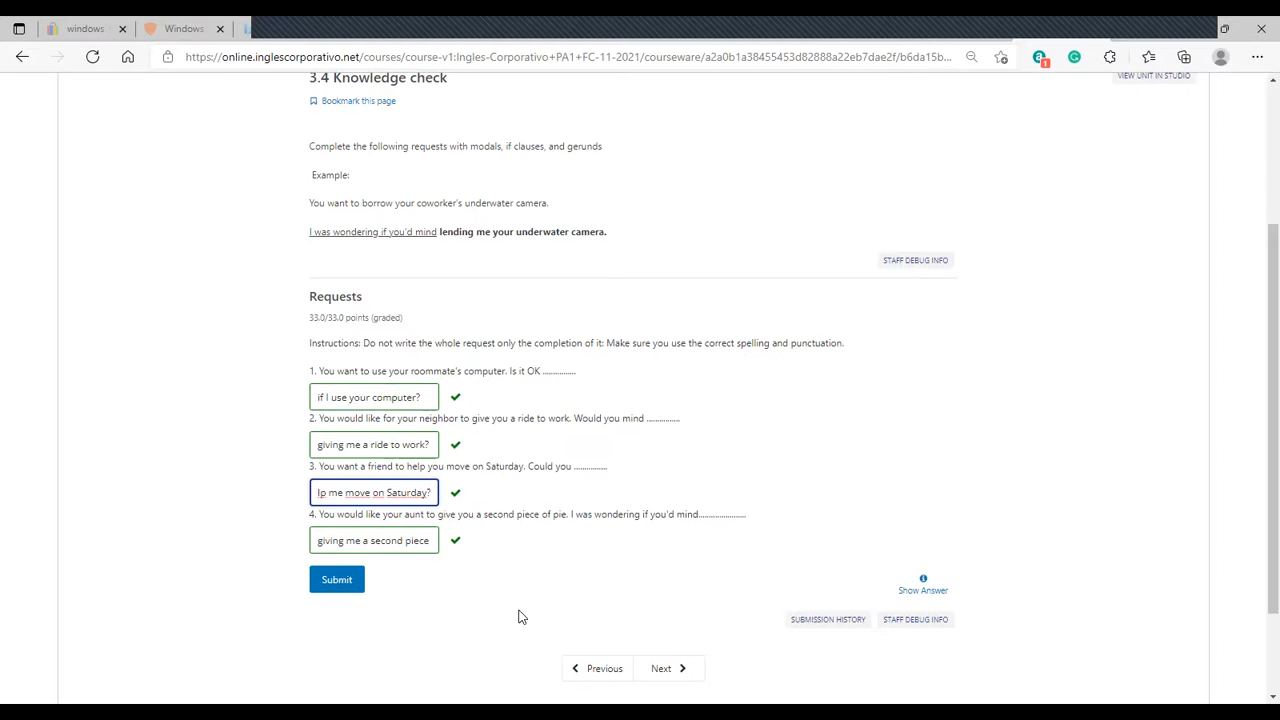 windows
Windows
https://online.inglescorporativo.net/courses/course-v1:Ingles-Corporativo+PA1+FC-11-2021/courseware/a2a0b1a38455453d8238888a22eb7dae2f/b6da15b...
1
3.4 Knowledge check
VIEW UNIT IN STUDIO
Bookmark this page
Complete the following requests with modals, if clauses, and gerunds
Example:
You want to borrow your coworker's underwater camera.
I was wondering if you'd mind lending me your underwater camera.
STAFF DEBUG INFO
Requests
33.0/33.0 points (graded)
Instructions: Do not write the whole request only the completion of it: Make sure you use the correct spelling and punctuation.
1. You want to use your roommate's computer. Is it OK ...............
if I use your computer?
2. You would like for your neighbor to give you a ride to work. Would you mind ...............
giving me a ride to work?
3. You want a friend to help you move on Saturday. Could you ...............
lp me move on Saturday?
4. You would like your aunt to give you a second piece of pie. I was wondering if you'd mind......................
giving me a second piece
Submit
Show Answer
SUBMISSION HISTORY
STAFF DEBUG INFO
Previous
Next